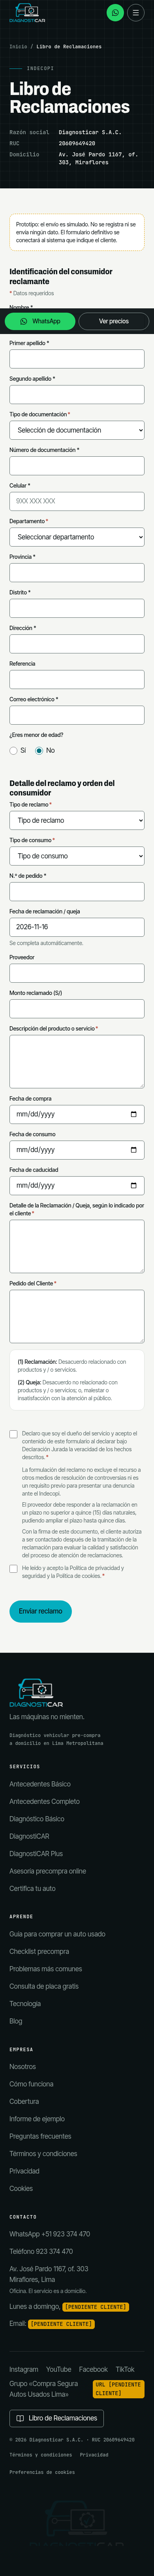 DIAGNOSTICAR
Inicio / Libro de Reclamaciones
INDECOPI
Libro de
Reclamaciones
Razón social Diagnosticar S.A.C.
RUC 20609649420
Domicilio Av. José Pardo 1167, of.
303, Miraflores
Prototipo: el envío es simulado. No se registra ni se
envía ningún dato. El formulario definitivo se
conectará al sistema que indique el cliente.
Identificación del consumidor
reclamante
* Datos requeridos
Nombre *
WhatsApp Ver precios
Primer apellido *
Segundo apellido *
Tipo de documentación *
Selección de documentación
Número de documentación *
Celular *
9XX XXX XXX
Departamento *
Seleccionar departamento
Provincia *
Distrito *
Dirección *
Referencia
Correo electrónico *
¿Eres menor de edad?
Sí No
Detalle del reclamo y orden del
consumidor
Tipo de reclamo *
Tipo de reclamo
Tipo de consumo *
Tipo de consumo
N.º de pedido *
Fecha de reclamación / queja
2026-11-16
Se completa automáticamente.
Proveedor
Monto reclamado (S/)
Descripción del producto o servicio *
Fecha de compra
mm/dd/yyyy
Fecha de consumo
mm/dd/yyyy
Fecha de caducidad
mm/dd/yyyy
Detalle de la Reclamación / Queja, según lo indicado por
el cliente *
Pedido del Cliente *
(1) Reclamación: Desacuerdo relacionado con
productos y / o servicios.
(2) Queja: Desacuerdo no relacionado con
productos y / o servicios; o, malestar o
insatisfacción con la atención al público.
Declaro que soy el dueño del servicio y acepto el
contenido de este formulario al declarar bajo
Declaración Jurada la veracidad de los hechos
descritos. *
La formulación del reclamo no excluye el recurso a
otros medios de resolución de controversias ni es
un requisito previo para presentar una denuncia
ante el Indecopi.
El proveedor debe responder a la reclamación en
un plazo no superior a quince (15) días naturales,
pudiendo ampliar el plazo hasta quince días.
Con la firma de este documento, el cliente autoriza
a ser contactado después de la tramitación de la
reclamación para evaluar la calidad y satisfacción
del proceso de atención de reclamaciones.
He leído y acepto la Política de privacidad y
seguridad y la Política de cookies. *
Enviar reclamo
DIAGNOSTICAR
Las máquinas no mienten.
Diagnóstico vehicular pre-compra
a domicilio en Lima Metropolitana
SERVICIOS
Antecedentes Básico
Antecedentes Completo
Diagnóstico Básico
DiagnostiCAR
DiagnostiCAR Plus
Asesoría precompra online
Certifica tu auto
APRENDE
Guía para comprar un auto usado
Checklist precompra
Problemas más comunes
Consulta de placa gratis
Tecnología
Blog
EMPRESA
Nosotros
Cómo funciona
Cobertura
Informe de ejemplo
Preguntas frecuentes
Términos y condiciones
Privacidad
Cookies
CONTACTO
WhatsApp +51 923 374 470
Teléfono 923 374 470
Av. José Pardo 1167, of. 303
Miraflores, Lima
Oficina. El servicio es a domicilio.
Lunes a domingo, [PENDIENTE CLIENTE]
Email: [PENDIENTE CLIENTE]
Instagram YouTube Facebook TikTok
Grupo «Compra Segura
Autos Usados Lima»
URL [PENDIENTE
CLIENTE]
Libro de Reclamaciones
© 2026 Diagnosticar S.A.C. · RUC 20609649420
Términos y condiciones Privacidad
Preferencias de cookies